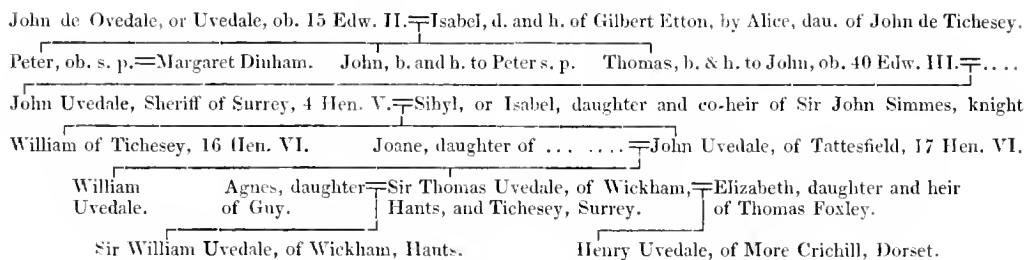 John de Ovedale, or Uvedale, ob. 15 Edw. II.=Isabel, d. and h. of Gilbert Etton, by Alice, dau. of John de Tichesey.
Peter, ob. s. p.=Margaret Dinham. John, b. and h. to Peter s. p. Thomas, b. & h. to John, ob. 40 Edw. III.=....
John Uvedale, Sheriff of Surrey, 4 Hen. V.=Sibyl, or Isabel, daughter and co-heir of Sir John Simmes, knight
William of Tichesey, 16 Hen. VI. Joane, daughter of ... ....=John Uvedale, of Tattesfield, 17 Hen. VI.
William Agnes, daughter=Sir Thomas Uvedale, of Wickham,=Elizabeth, daughter and heir
Uvedale. of Guy. Hants, and Tichesey, Surrey. of Thomas Foxley.
Sir William Uvedale, of Wickham, Hants. Henry Uvedale, of More Crichill, Dorset.